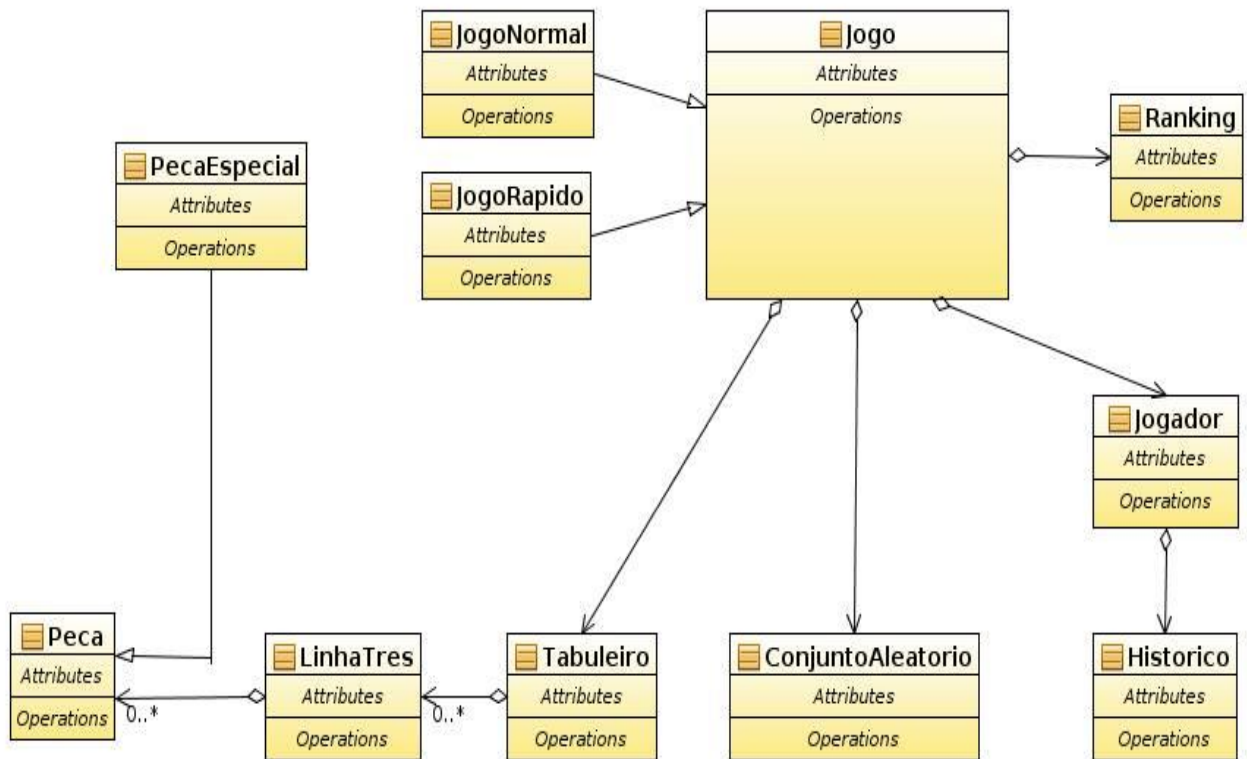 JogoNormal
Attributes
Operations
Jogo
Attributes
Operations
Ranking
Attributes
Operations
PecaEspecial
Attributes
Operations
JogoRapido
Attributes
Operations
Jogador
Attributes
Operations
Peca
Attributes
Operations
0..*
LinhaTres
Attributes
Operations
0..*
Tabuleiro
Attributes
Operations
ConjuntoAleatorio
Attributes
Operations
Historico
Attributes
Operations